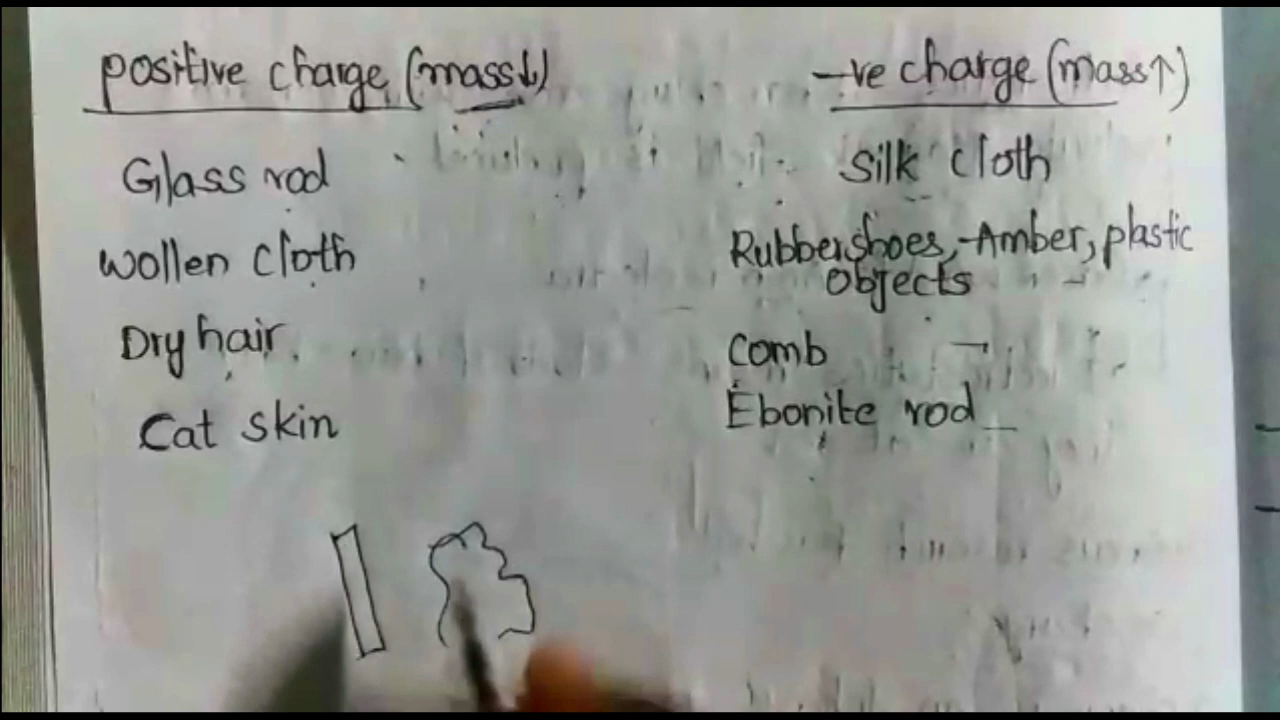 positive charge (mass↓)
-ve charge (mass↑)
Glass rod
Silk cloth
Wollen cloth
Rubbershoes, Amber, plastic
objects
Dry hair
Comb
Cat skin
Ebonite rod